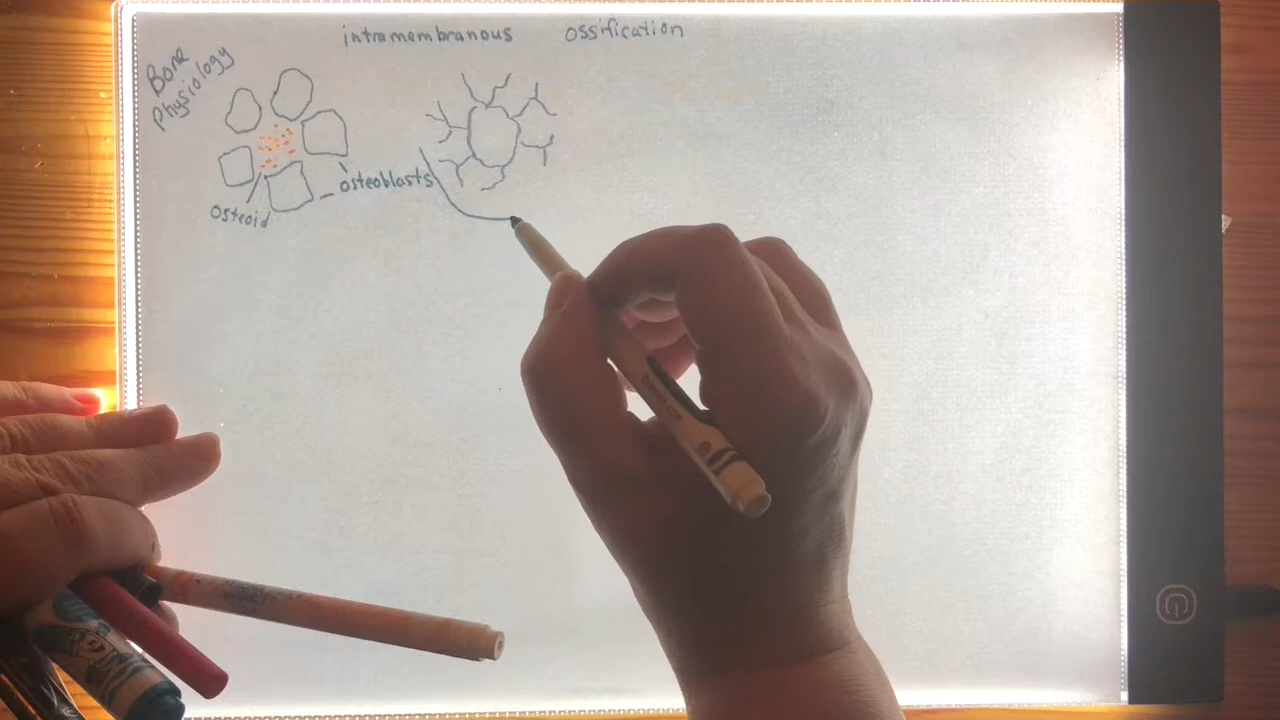 intramembranous ossification
Bone
Physiology
osteoblasts
osteoid